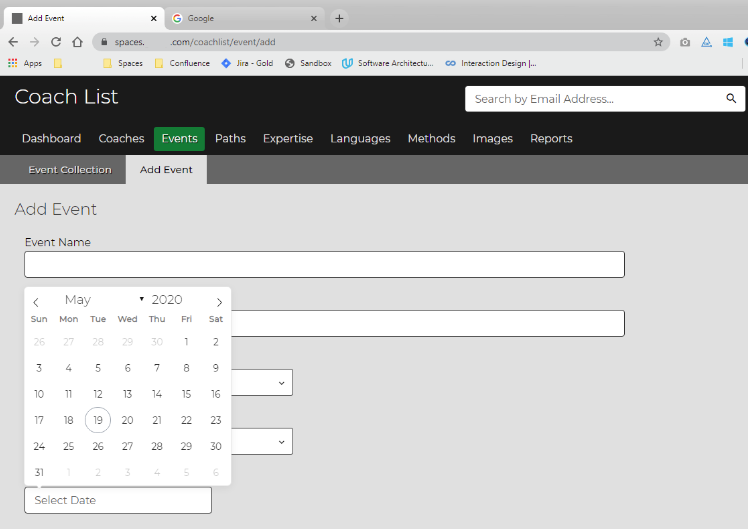 Add Event
Google
spaces. .com/coachlist/event/add
Apps Spaces Confluence Jira - Gold Sandbox Software Architectu... Interaction Design |...
Coach List
Search by Email Address...
Dashboard Coaches Events Paths Expertise Languages Methods Images Reports
Event Collection Add Event
Add Event
Event Name
May 2020
Sun Mon Tue Wed Thu Fri Sat
26 27 28 29 30 1 2
3 4 5 6 7 8 9
10 11 12 13 14 15 16
17 18 19 20 21 22 23
24 25 26 27 28 29 30
31 1 2 3 4 5 6
Select Date